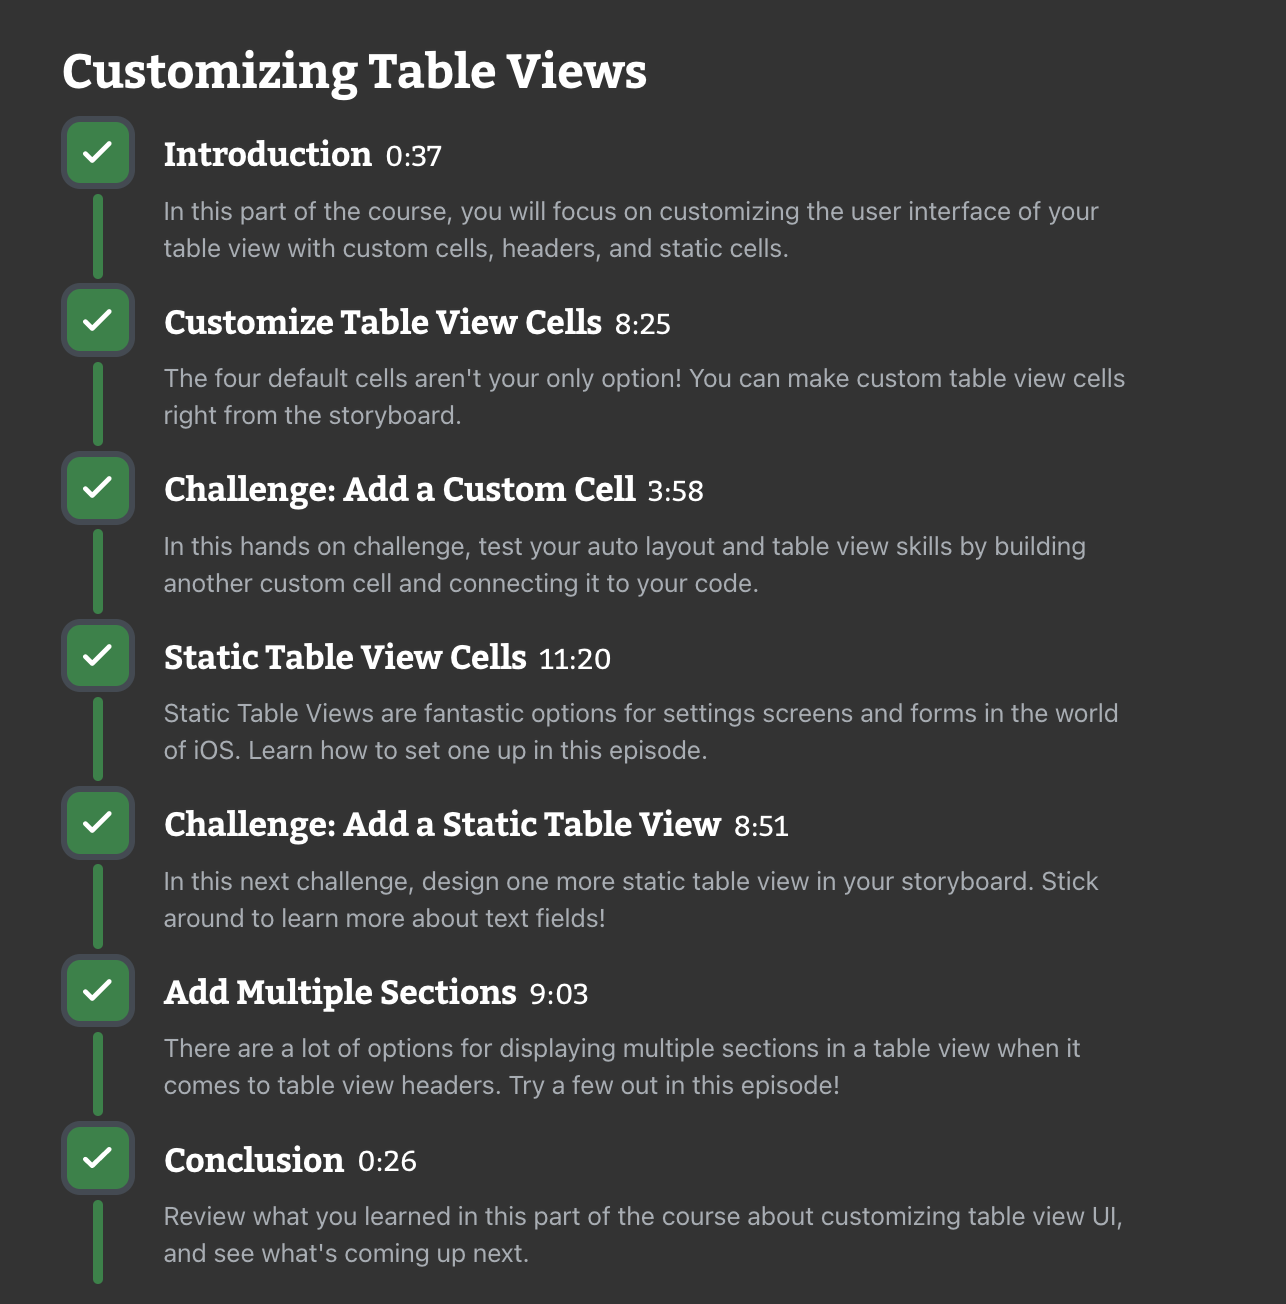 Customizing Table Views
Introduction 0:37
In this part of the course, you will focus on customizing the user interface of your
table view with custom cells, headers, and static cells.
Customize Table View Cells 8:25
The four default cells aren't your only option! You can make custom table view cells
right from the storyboard.
Challenge: Add a Custom Cell 3:58
In this hands on challenge, test your auto layout and table view skills by building
another custom cell and connecting it to your code.
Static Table View Cells 11:20
Static Table Views are fantastic options for settings screens and forms in the world
of iOS. Learn how to set one up in this episode.
Challenge: Add a Static Table View 8:51
In this next challenge, design one more static table view in your storyboard. Stick
around to learn more about text fields!
Add Multiple Sections 9:03
There are a lot of options for displaying multiple sections in a table view when it
comes to table view headers. Try a few out in this episode!
Conclusion 0:26
Review what you learned in this part of the course about customizing table view UI,
and see what's coming up next.